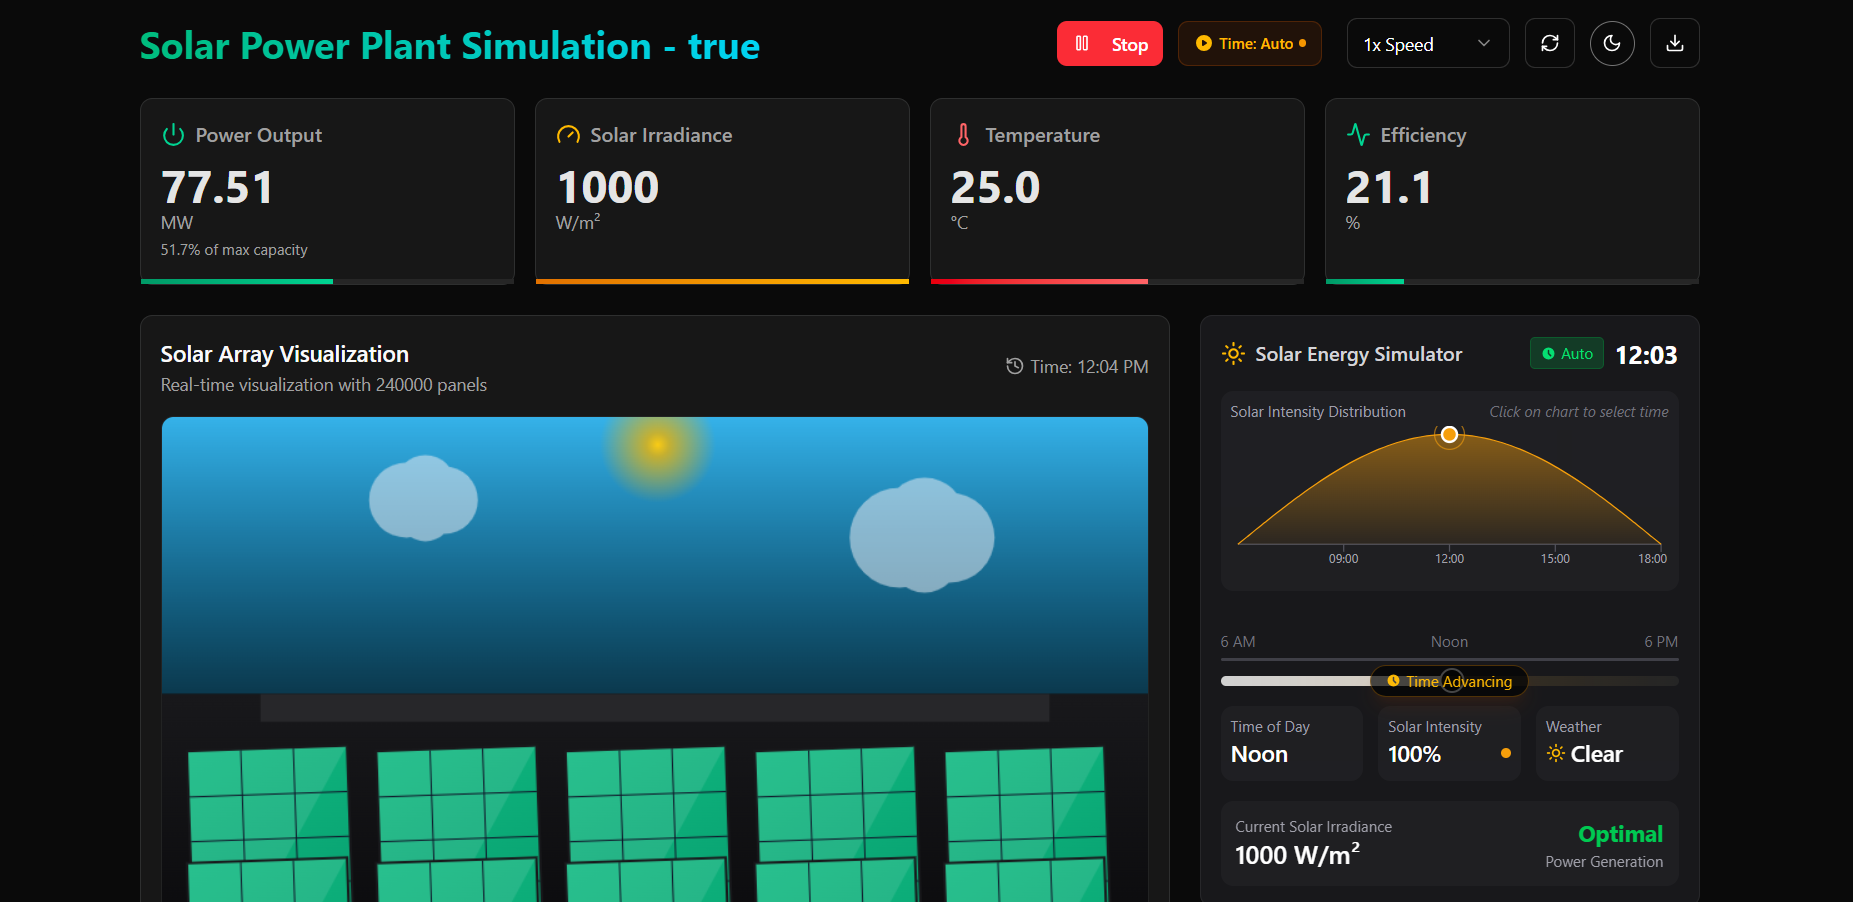 Solar Power Plant Simulation - true
Stop
Time: Auto
1x Speed
Power Output
77.51
MW
51.7% of max capacity
Solar Irradiance
1000
W/m²
Temperature
25.0
°C
Efficiency
21.1
%
Solar Array Visualization
Real-time visualization with 240000 panels
Time: 12:04 PM
Solar Energy Simulator
Auto
12:03
Solar Intensity Distribution
Click on chart to select time
09:00
12:00
15:00
18:00
6 AM
Noon
6 PM
Time Advancing
Time of Day
Noon
Solar Intensity
100%
Weather
Clear
Current Solar Irradiance
1000 W/m²
Optimal
Power Generation